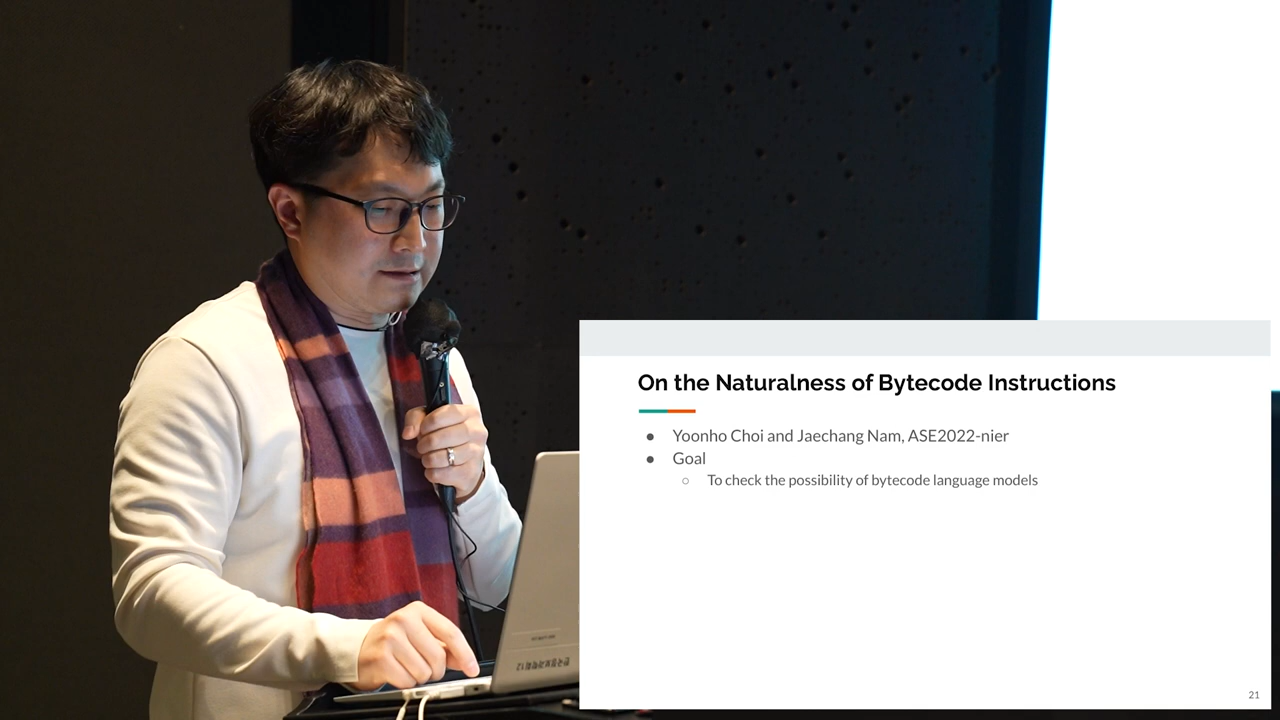 On the Naturalness of Bytecode Instructions
● Yoonho Choi and Jaechang Nam, ASE2022-nier
● Goal
○ To check the possibility of bytecode language models
21